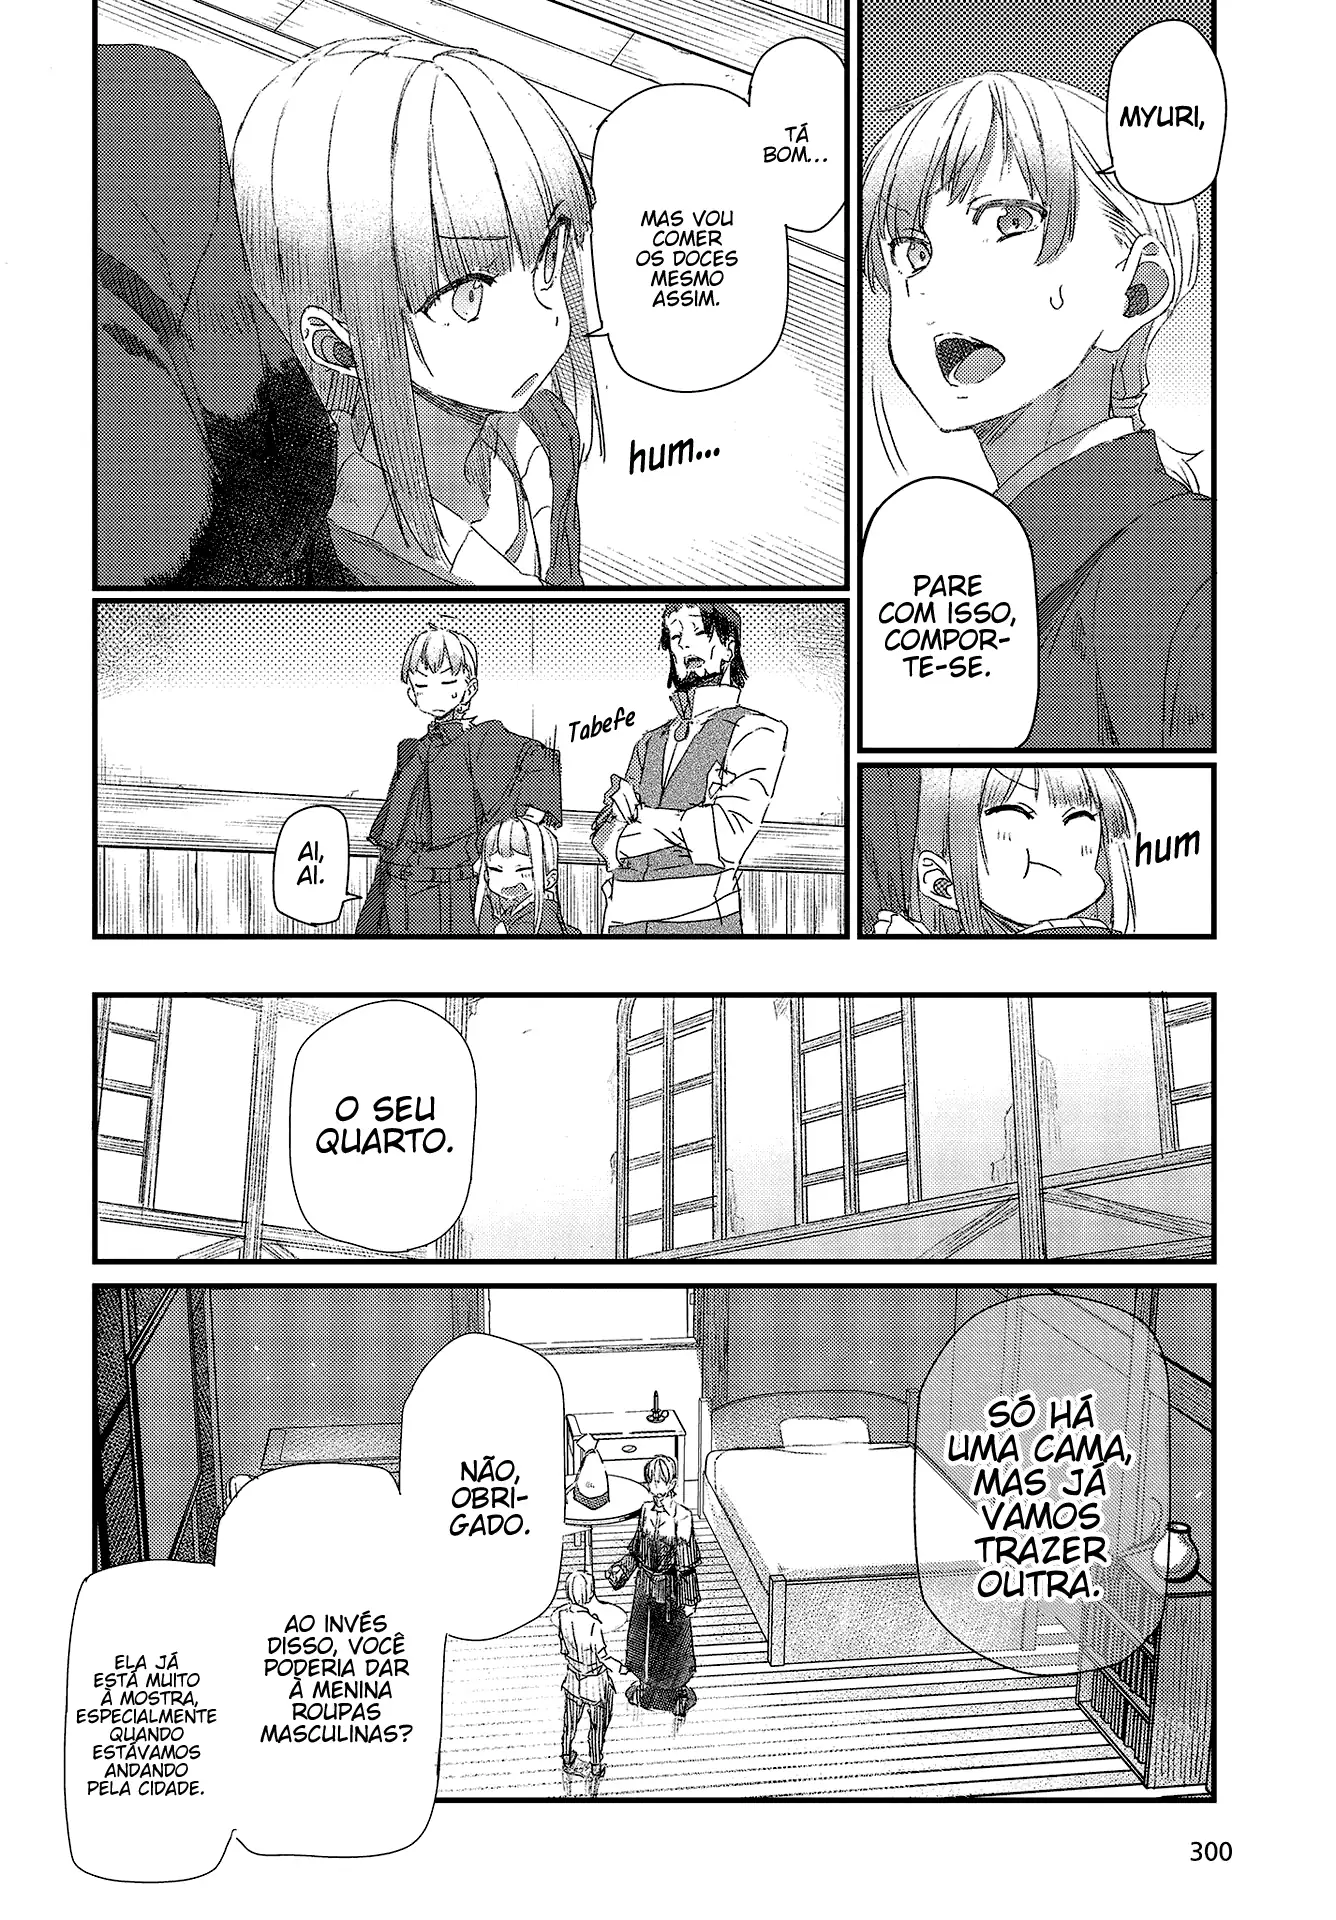 MYURI,
PARE
COM ISSO,
COMPOR-
TE-SE.
TÁ
BOM...
MAS VOU
COMER
OS DOCES
MESMO
ASSIM.
hum...
hum
Tabefe
AI,
AI.
O SEU
QUARTO.
SÓ HÁ
UMA CAMA,
MAS JÁ
VAMOS
TRAZER
OUTRA.
NÃO,
OBRI-
GADO.
AO INVÉS
DISSO, VOCÊ
PODERIA DAR
À MENINA
ROUPAS
MASCULINAS?
ELA JÁ
ESTÁ MUITO
À MOSTRA,
ESPECIALMENTE
QUANDO
ESTÁVAMOS
ANDANDO
PELA CIDADE.
300